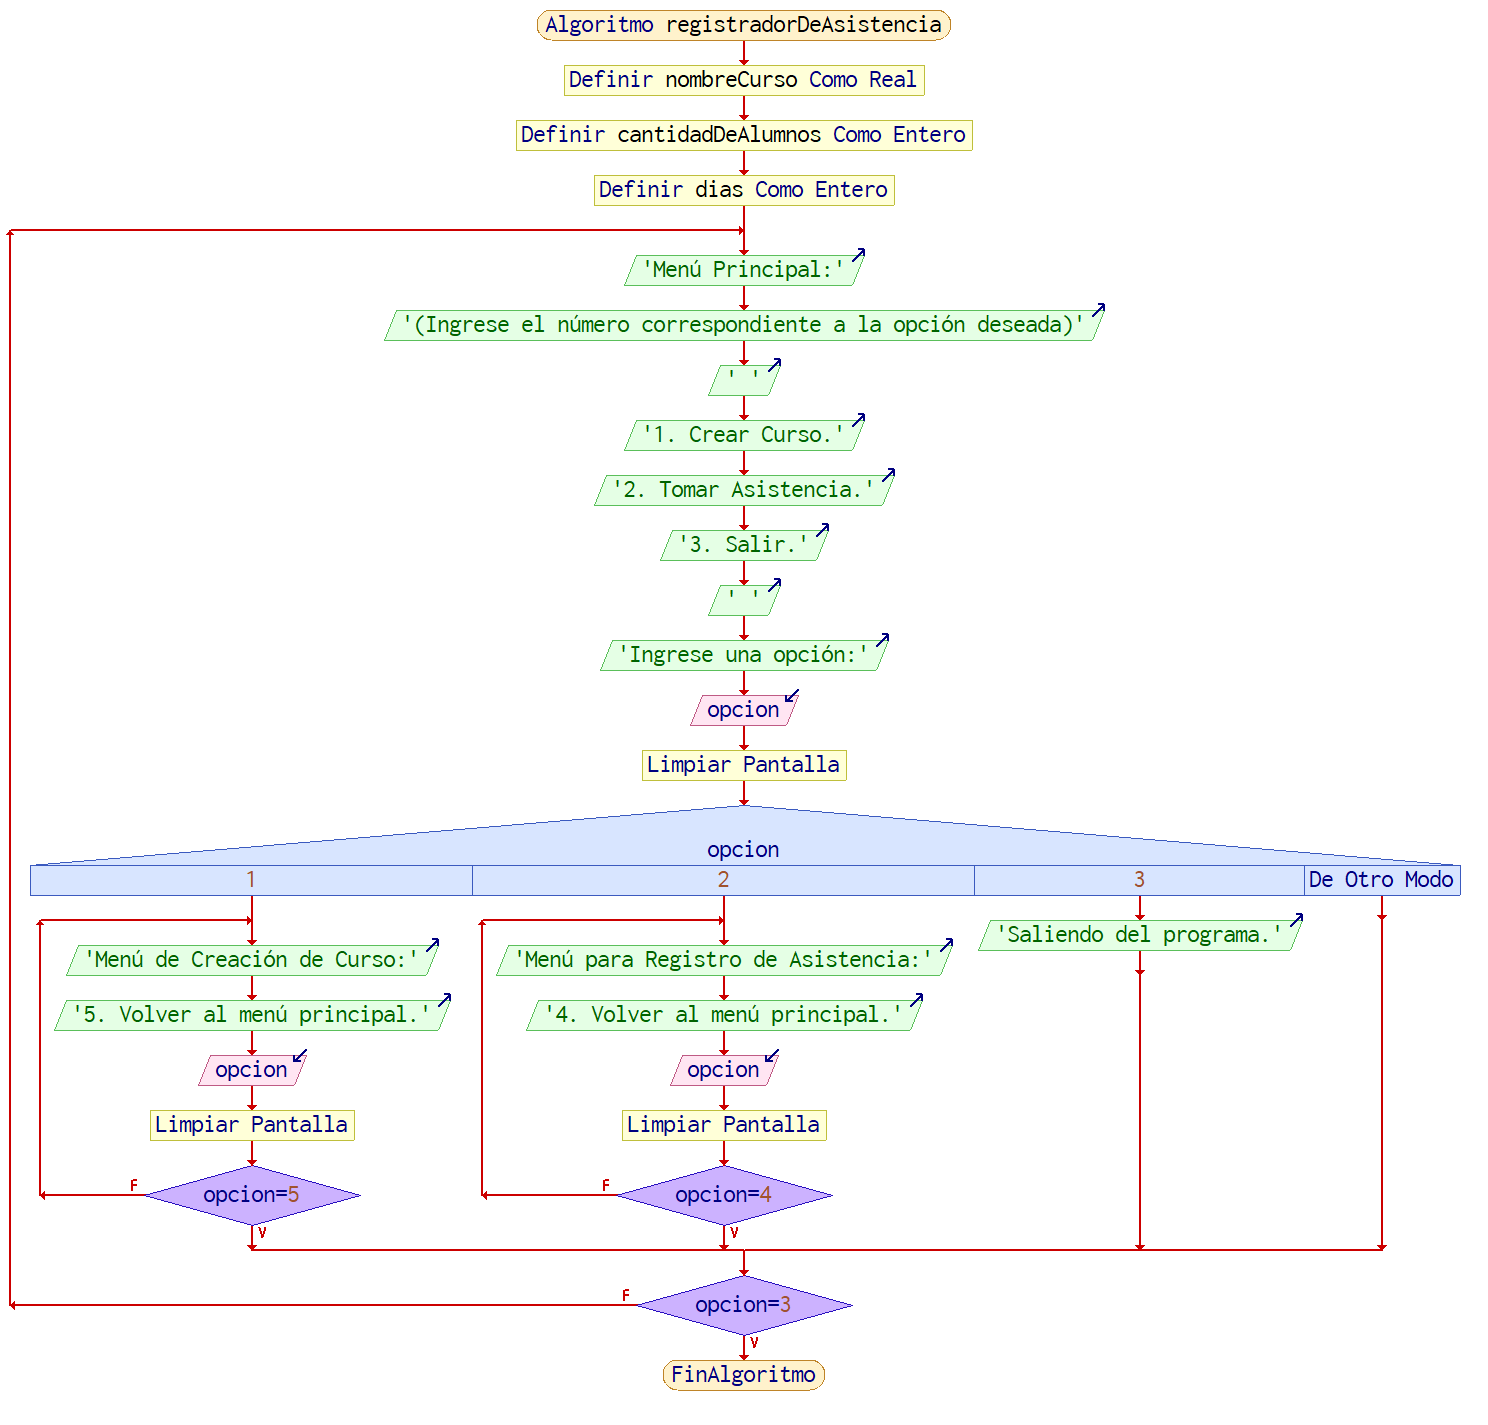 Algoritmo registradorDeAsistencia
Definir nombreCurso Como Real
Definir cantidadDeAlumnos Como Entero
Definir dias Como Entero
'Menú Principal:'
'(Ingrese el número correspondiente a la opción deseada)'
' '
'1. Crear Curso.'
'2. Tomar Asistencia.'
'3. Salir.'
' '
'Ingrese una opción:'
opcion
Limpiar Pantalla
opcion
1
2
3
De Otro Modo
'Menú de Creación de Curso:'
'5. Volver al menú principal.'
opcion
Limpiar Pantalla
opcion=5
F
V
'Menú para Registro de Asistencia:'
'4. Volver al menú principal.'
opcion
Limpiar Pantalla
opcion=4
F
V
'Saliendo del programa.'
opcion=3
F
V
FinAlgoritmo